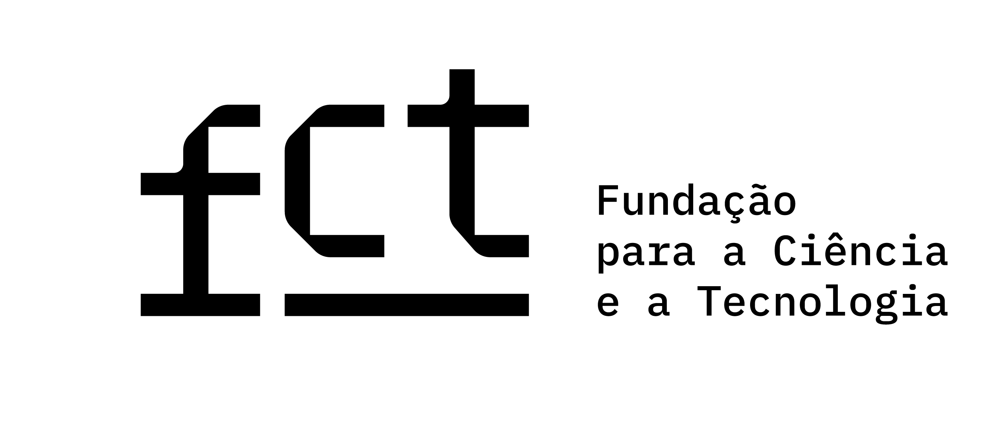 fct
Fundação
para a Ciência
e a Tecnologia